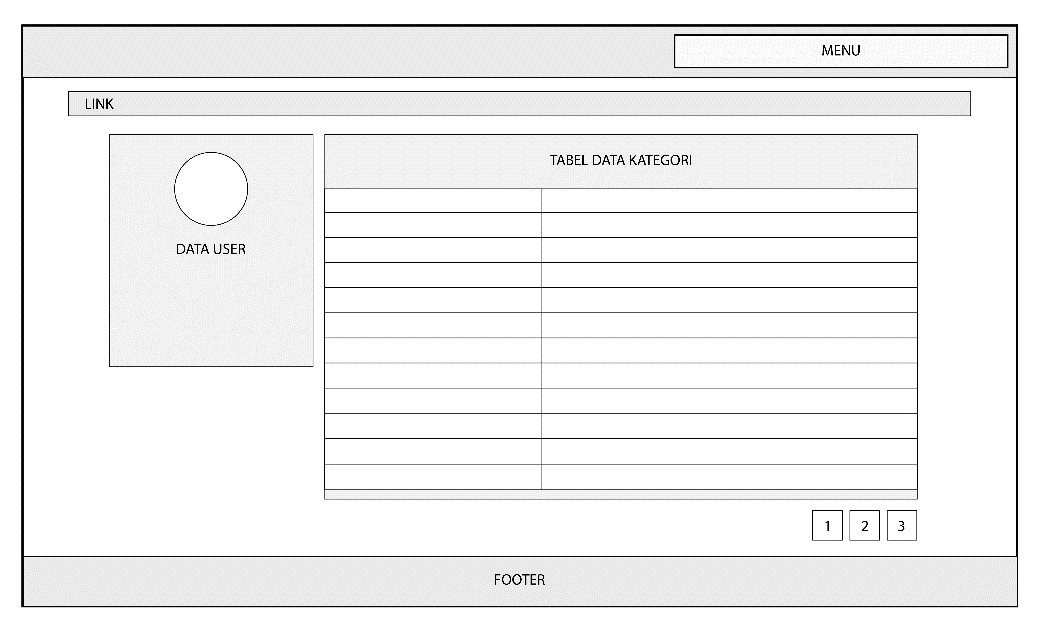 MENU
LINK
DATA USER
TABEL DATA KATEGORI
1 2 3
FOOTER